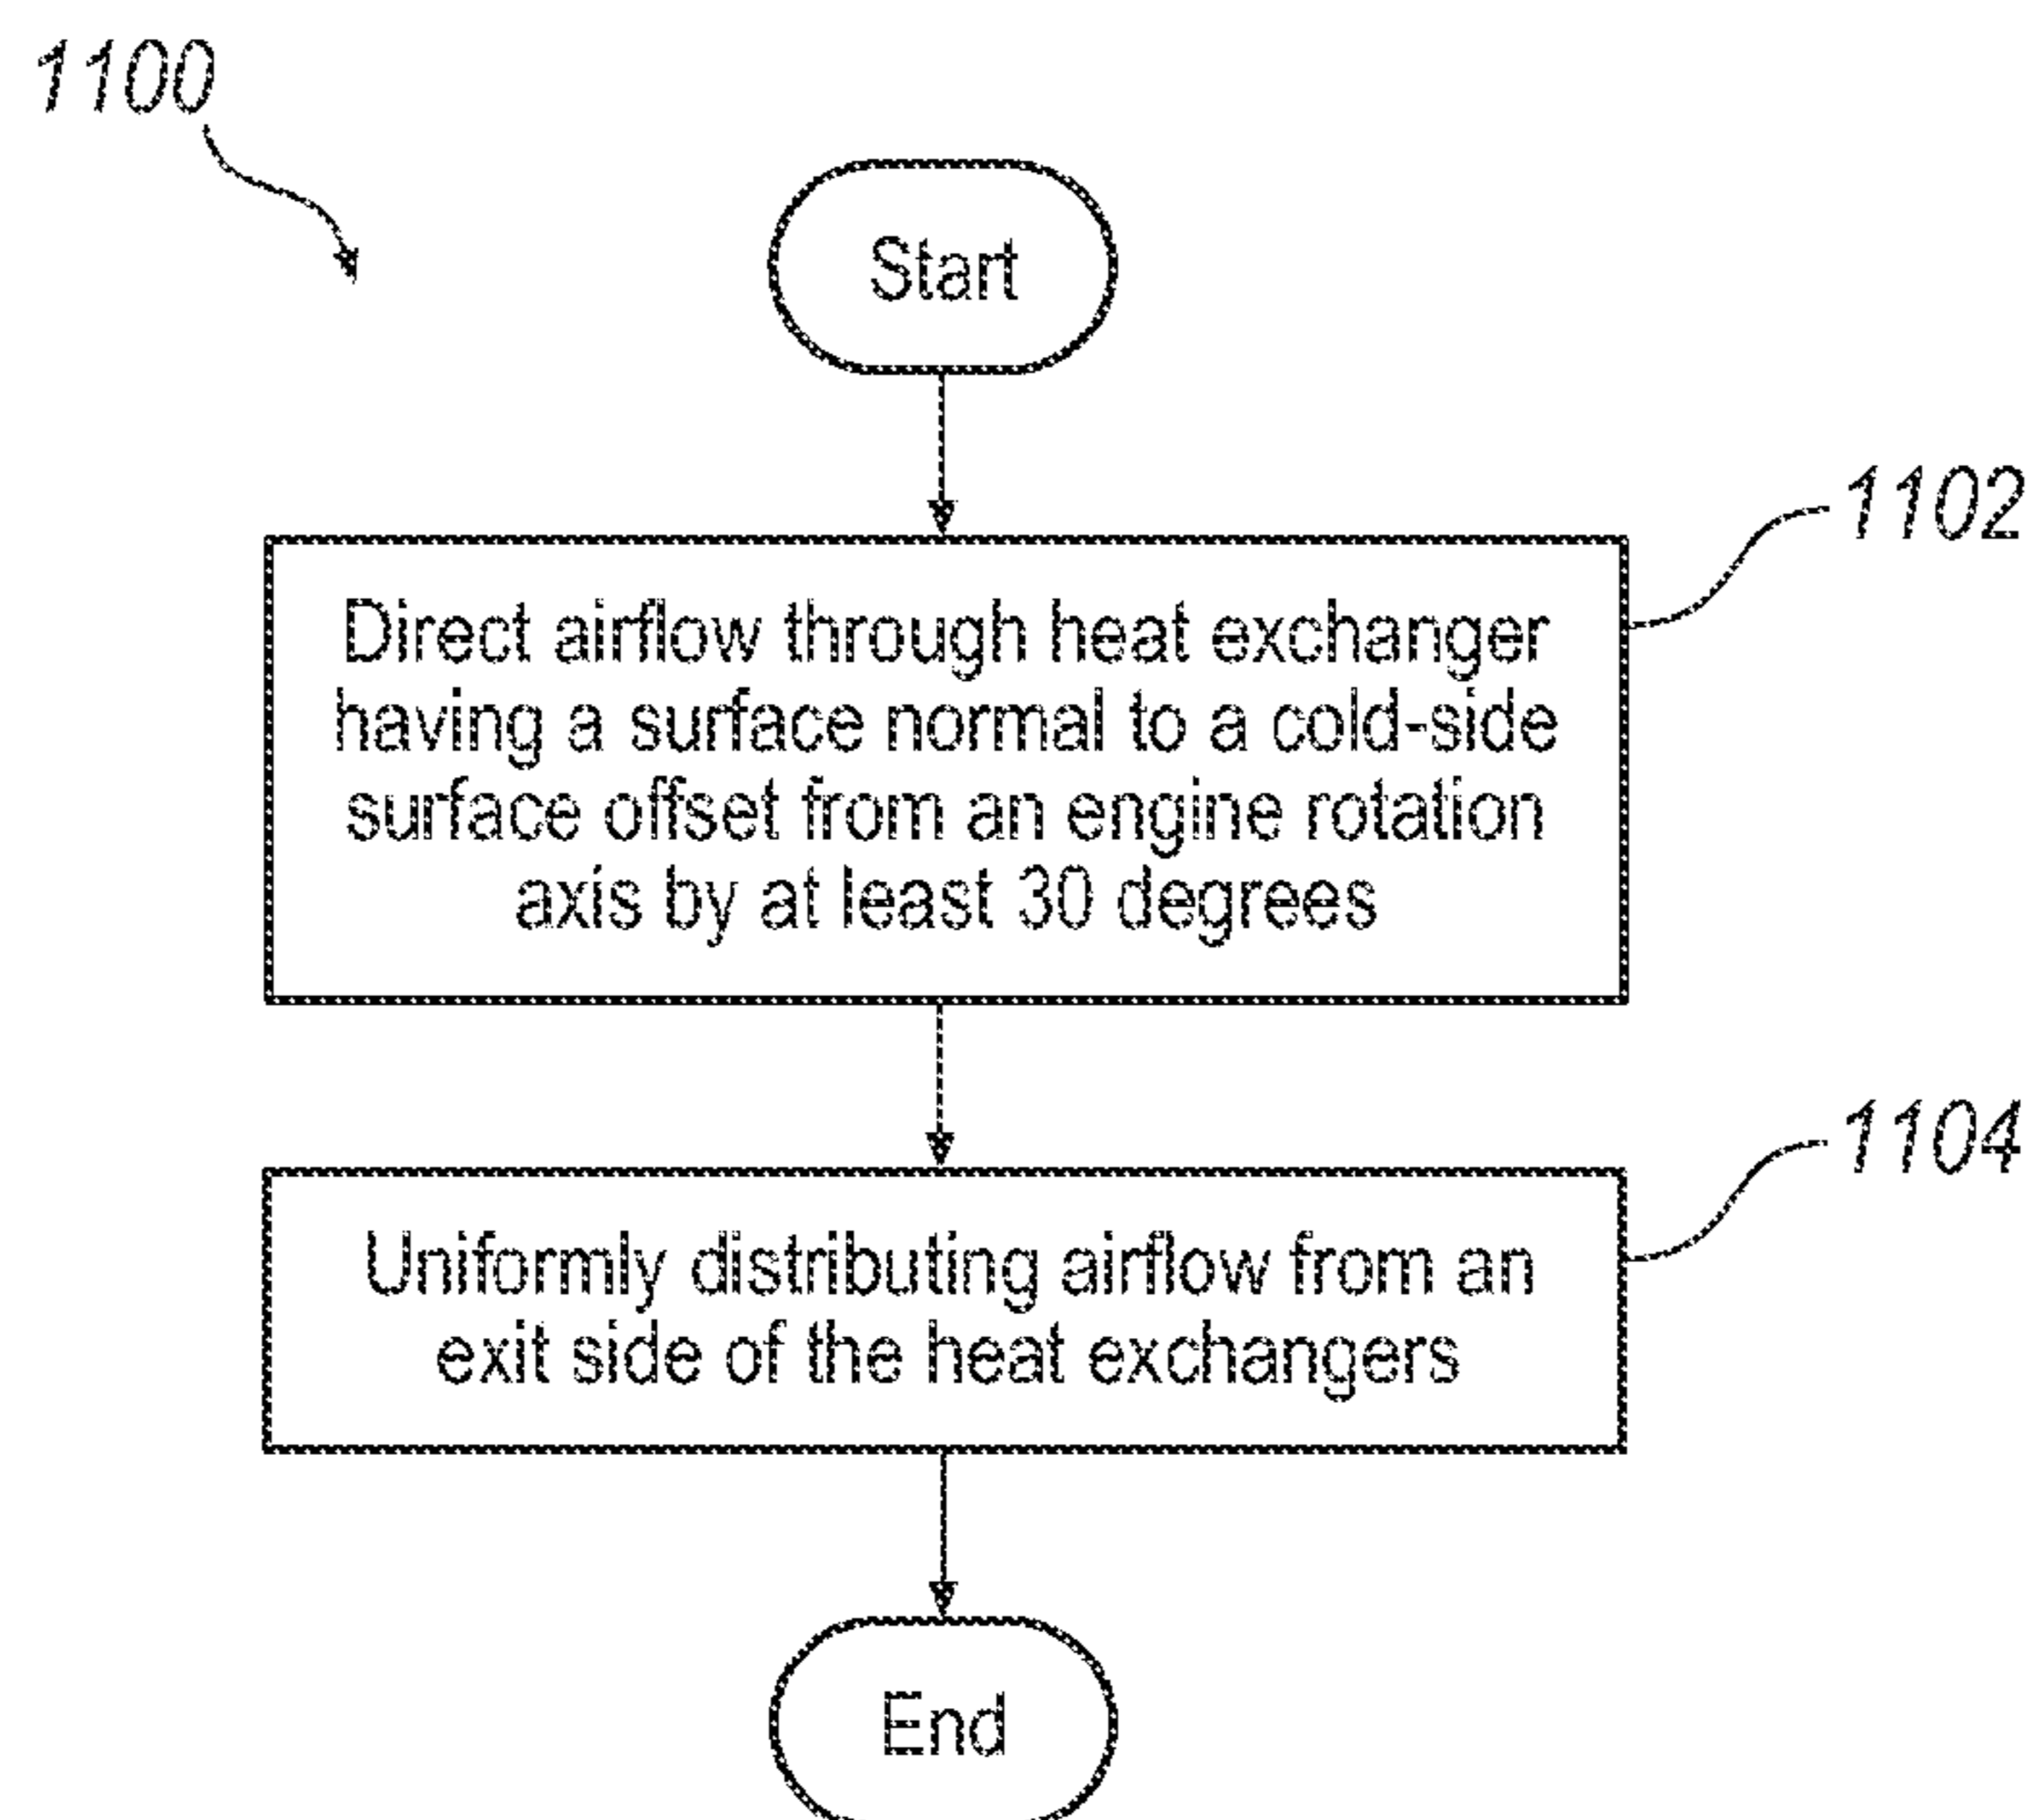 1100
Start
1102
Direct airflow through heat exchanger
having a surface normal to a cold-side
surface offset from an engine rotation
axis by at least 30 degrees
1104
Uniformly distributing airflow from an
exit side of the heat exchangers
End